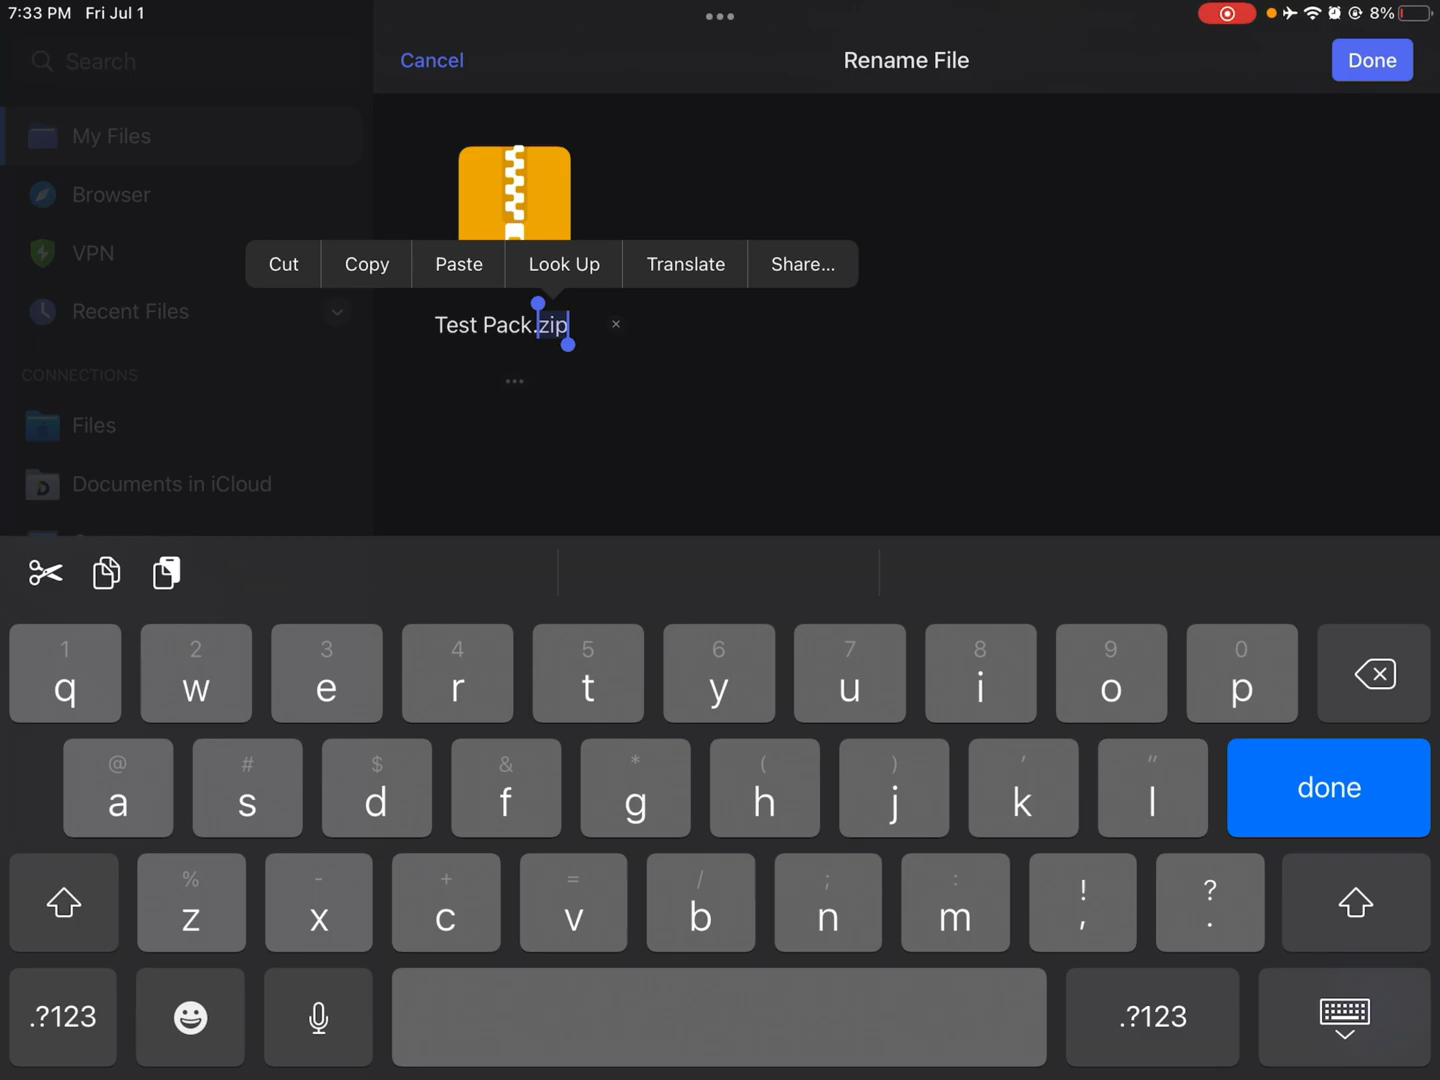 7:33 PM Fri Jul 1
8%
Search
Cancel
Rename File
Done
My Files
Browser
VPN
Recent Files
CONNECTIONS
Files
Documents in iCloud
Cut
Copy
Paste
Look Up
Translate
Share...
Test Pack.zip
1 2 3 4 5 6 7 8 9 0
q w e r t y u i o p
@ # $ & * ( ) ' "
a s d f g h j k l
done
% - + = / ; : ! ?
z x c v b n m , .
.?123
.?123